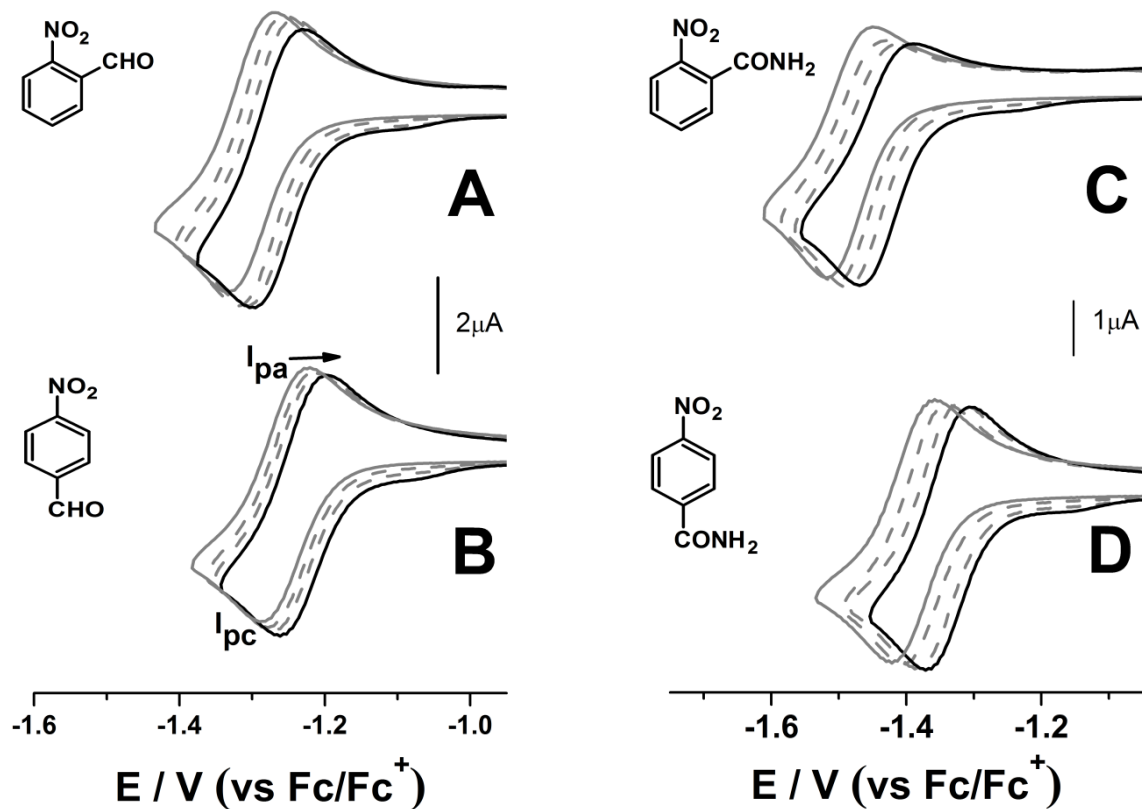 NO₂
CHO
A
2μA
Iₚₐ
NO₂
CHO
B
Iₚc
-1.6
-1.4
-1.2
-1.0
E / V (vs Fc/Fc⁺)
NO₂
CONH₂
C
1μA
NO₂
CONH₂
D
-1.6
-1.4
-1.2
E / V (vs Fc/Fc⁺)